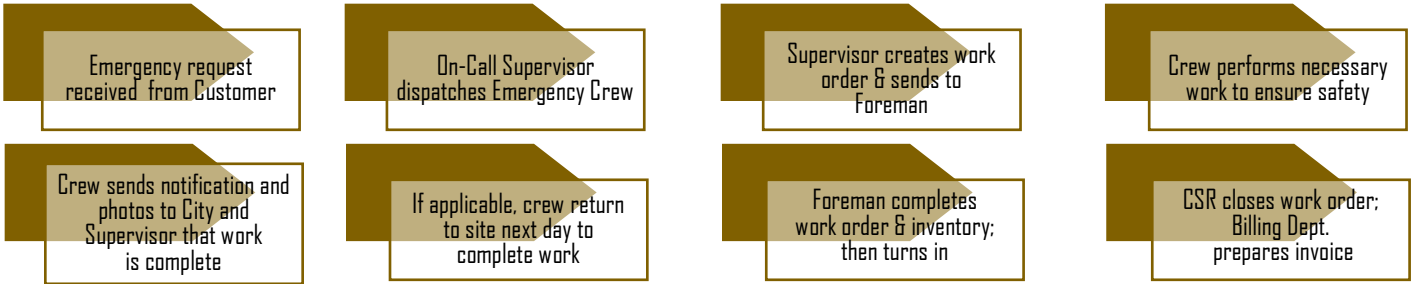 Emergency request
received from Customer
On-Call Supervisor
dispatches Emergency Crew
Supervisor creates work
order & sends to
Foreman
Crew performs necessary
work to ensure safety
Crew sends notification and
photos to City and
Supervisor that work
is complete
If applicable, crew return
to site next day to
complete work
Foreman completes
work order & inventory;
then turns in
CSR closes work order;
Billing Dept.
prepares invoice